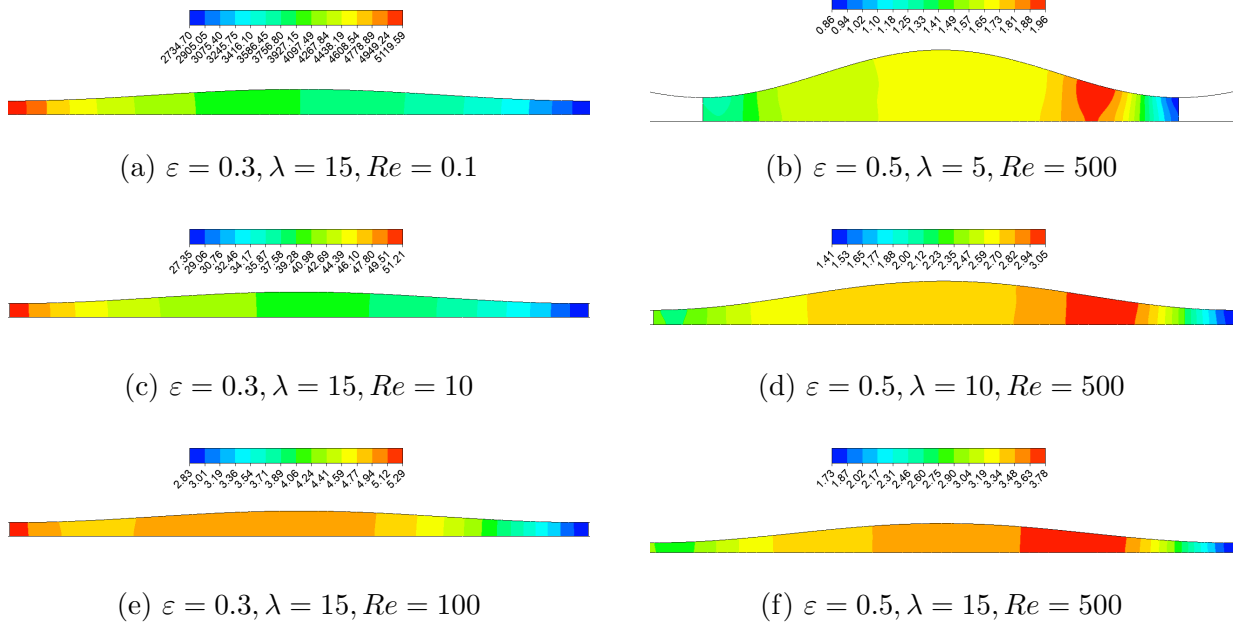 2734.70 2905.05 3075.40 3245.75 3416.10 3586.45 3756.80 3927.15 4097.49 4267.84 4438.19 4608.54 4778.89 4949.24 5119.59
(a) ε = 0.3, λ = 15, Re = 0.1
0.86 0.94 1.02 1.10 1.18 1.25 1.33 1.41 1.49 1.57 1.65 1.73 1.81 1.88 1.96
(b) ε = 0.5, λ = 5, Re = 500
27.35 29.06 30.76 32.46 34.17 35.87 37.58 39.28 40.98 42.69 44.39 46.10 47.80 49.51 51.21
(c) ε = 0.3, λ = 15, Re = 10
1.41 1.53 1.65 1.77 1.88 2.00 2.12 2.23 2.35 2.47 2.59 2.70 2.82 2.94 3.05
(d) ε = 0.5, λ = 10, Re = 500
2.83 3.01 3.19 3.36 3.54 3.71 3.89 4.06 4.24 4.41 4.59 4.77 4.94 5.12 5.29
(e) ε = 0.3, λ = 15, Re = 100
1.73 1.87 2.02 2.17 2.31 2.46 2.60 2.75 2.90 3.04 3.19 3.34 3.48 3.63 3.78
(f) ε = 0.5, λ = 15, Re = 500